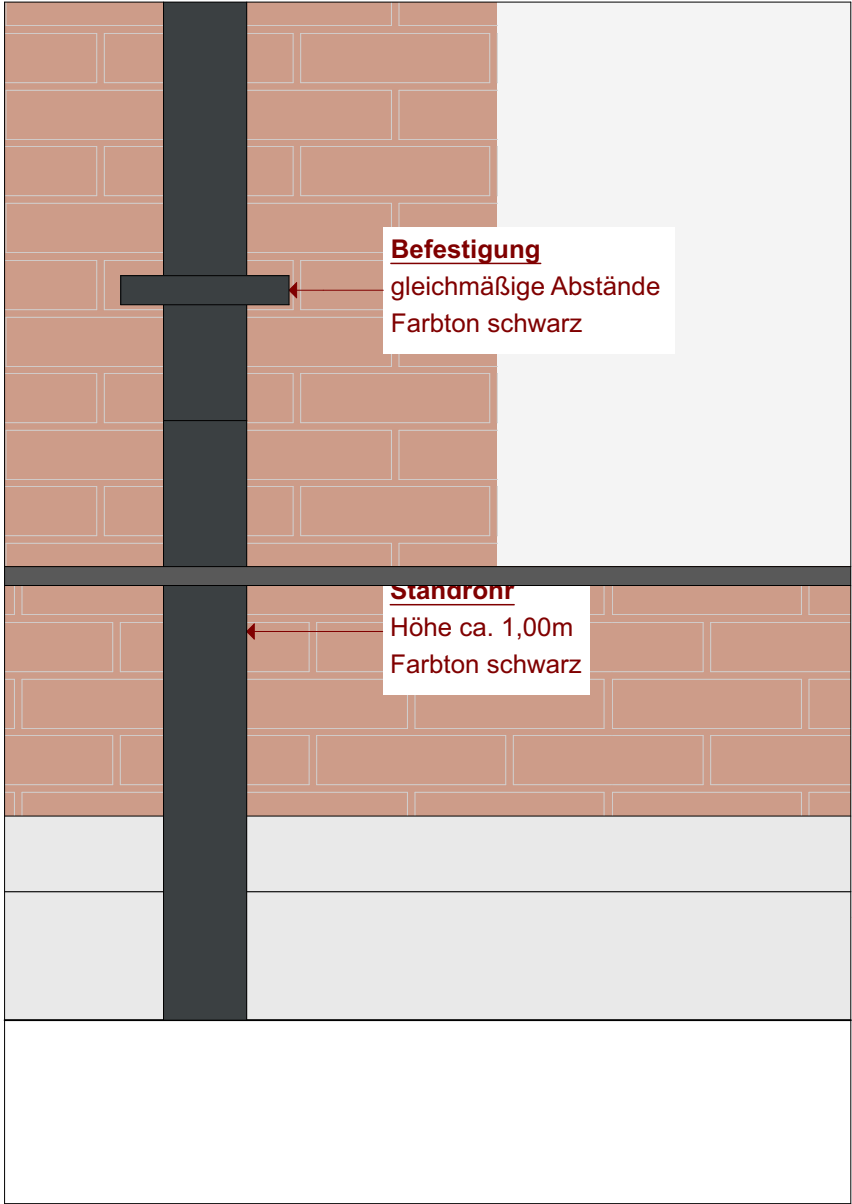 Befestigung
gleichmäßige Abstände
Farbton schwarz
Standrohr
Höhe ca. 1,00m
Farbton schwarz